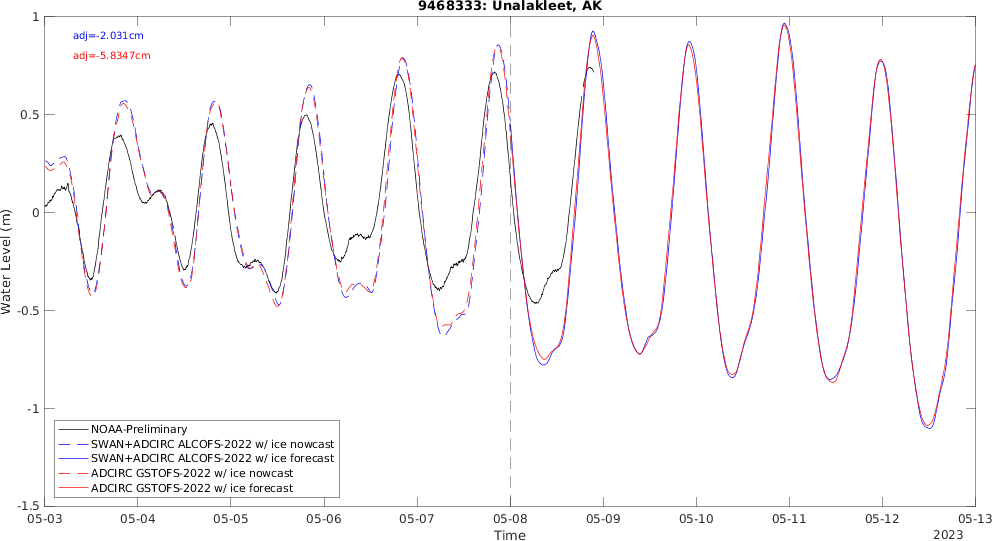 9468333: Unalakleet, AK
adj=-2.031cm
adj=-5.8347cm
1
0.5
0
-0.5
-1
-1.5
Water Level (m)
NOAA-Preliminary
SWAN+ADCIRC ALCOFS-2022 w/ ice nowcast
SWAN+ADCIRC ALCOFS-2022 w/ ice forecast
ADCIRC GSTOFS-2022 w/ ice nowcast
ADCIRC GSTOFS-2022 w/ ice forecast
05-03 05-04 05-05 05-06 05-07 05-08 05-09 05-10 05-11 05-12 05-13
Time
2023